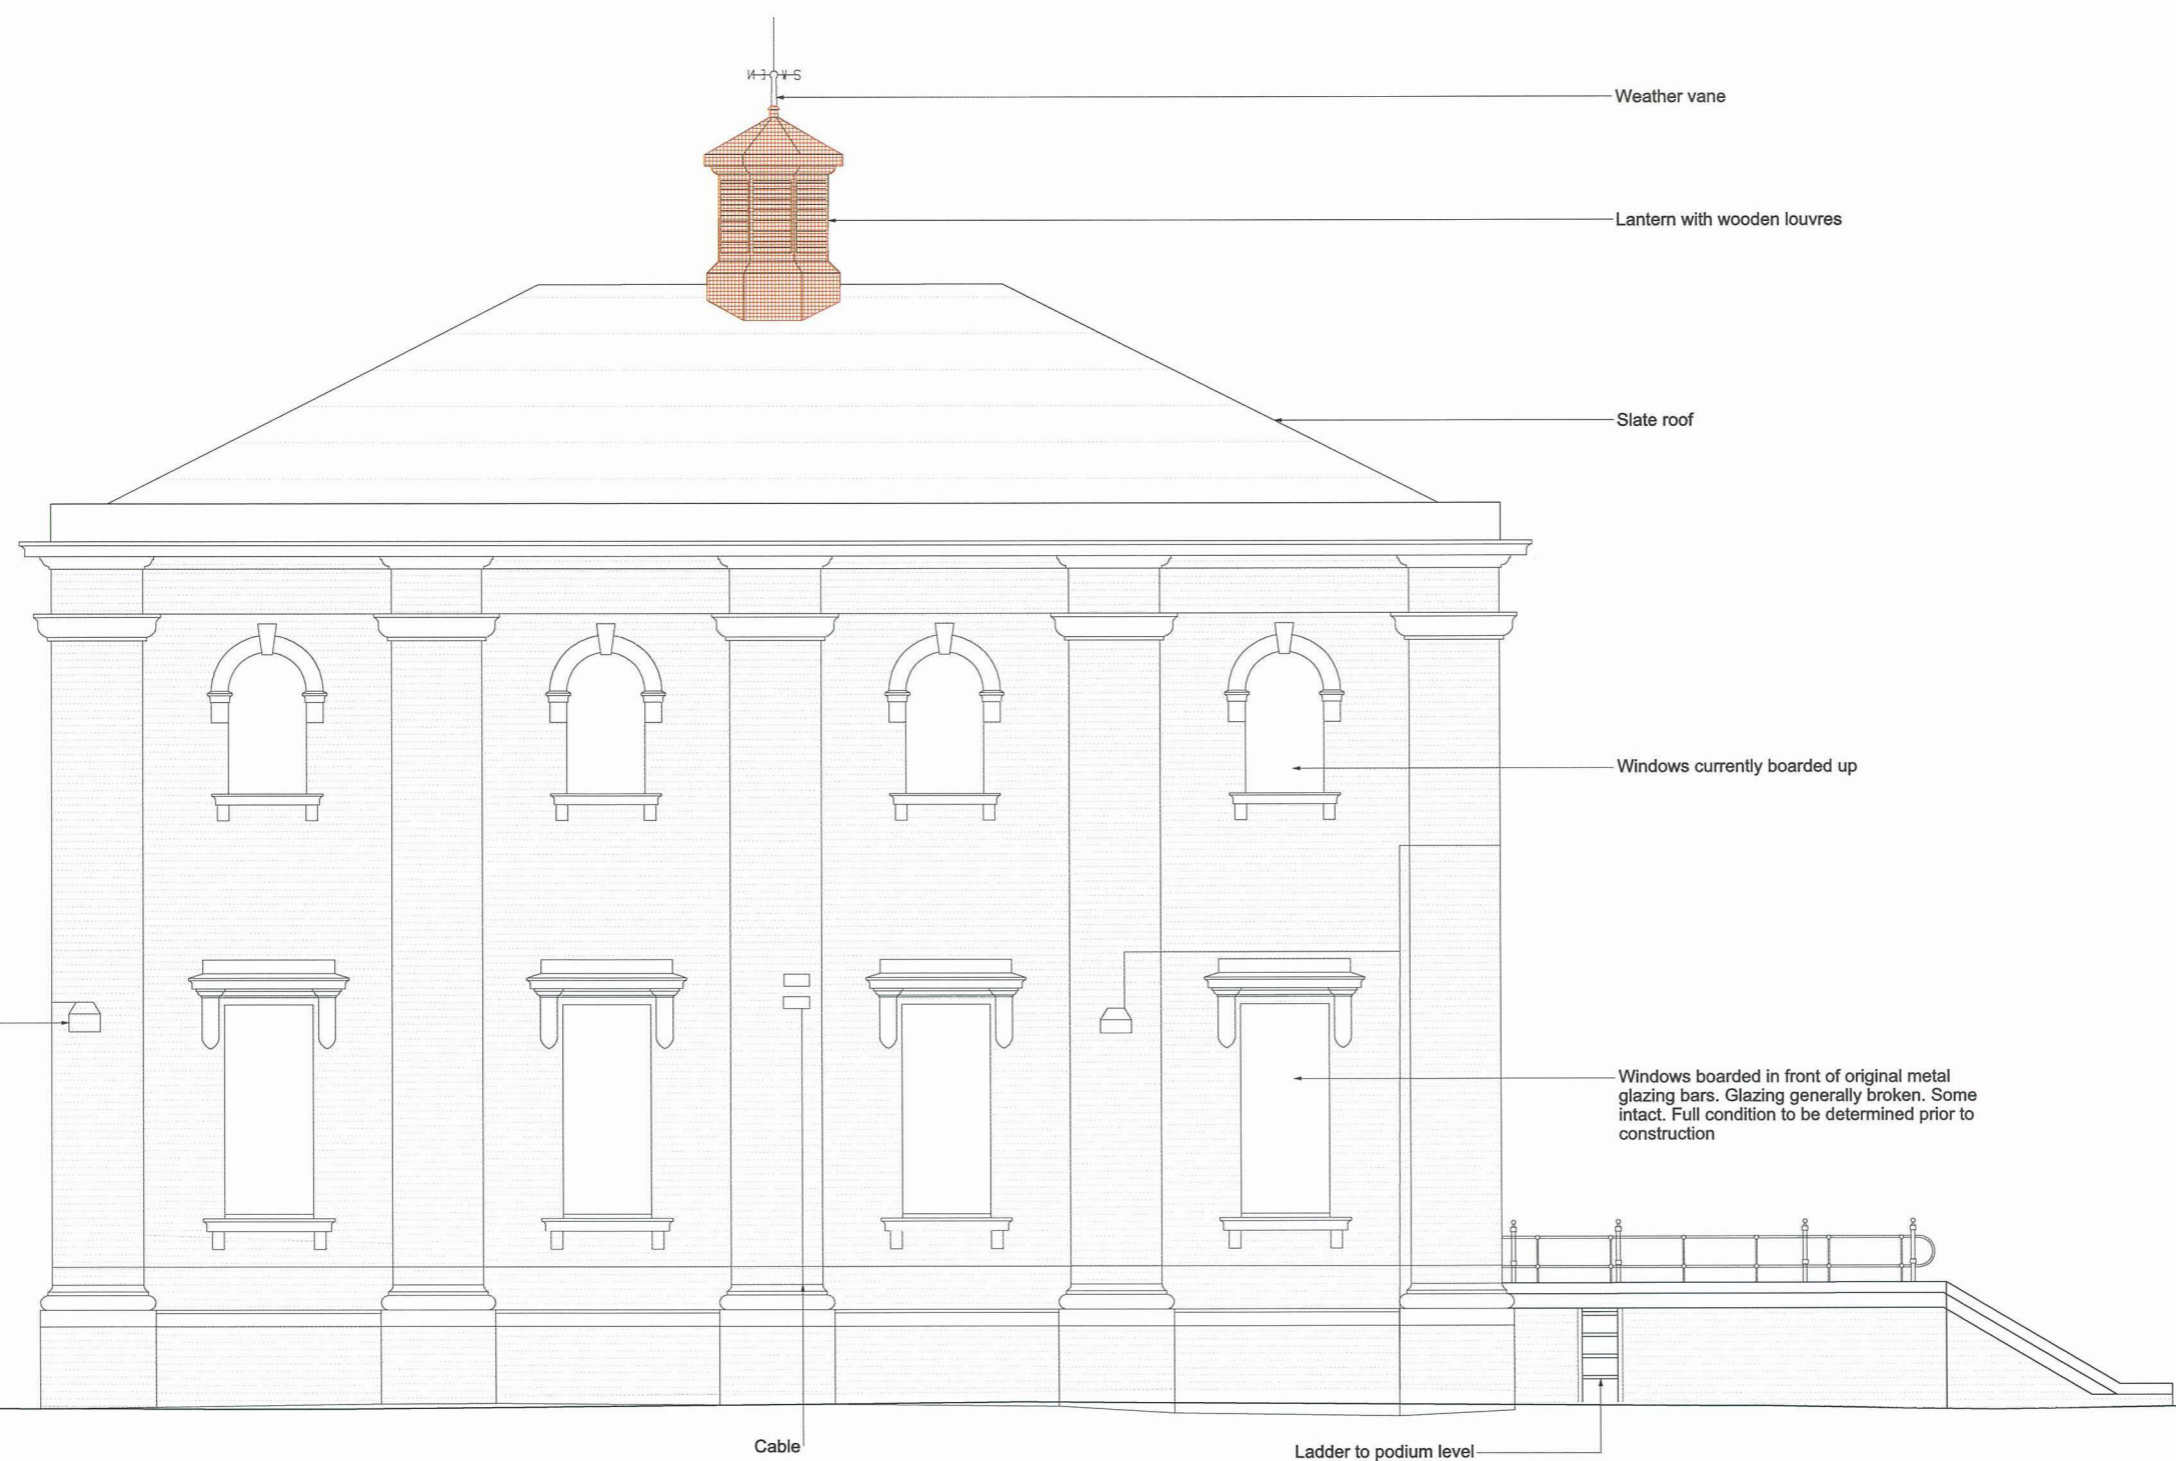 Weather vane
Lantern with wooden louvres
Slate roof
Windows currently boarded up
Windows boarded in front of original metal
glazing bars. Glazing generally broken. Some
intact. Full condition to be determined prior to
construction
Cable
Ladder to podium level